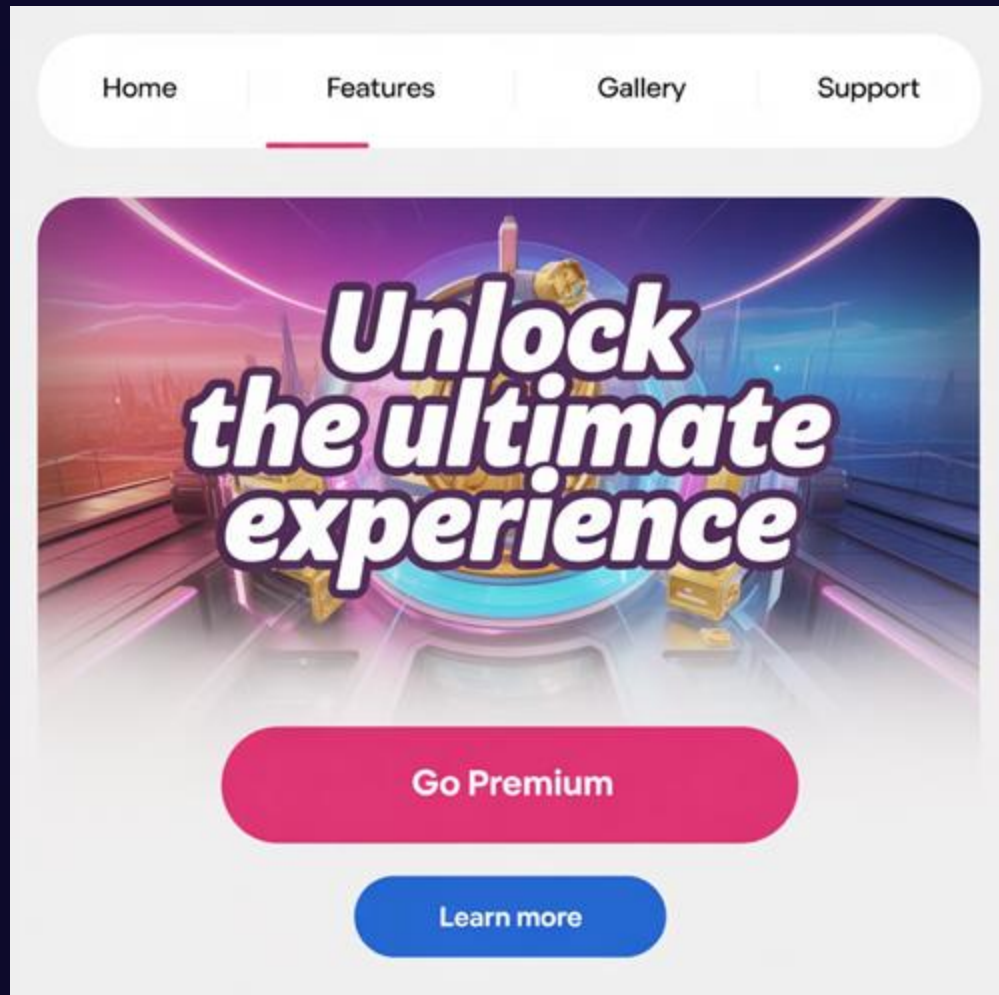 Home
Features
Gallery
Support
Unlock
the ultimate
experience
Go Premium
Learn more